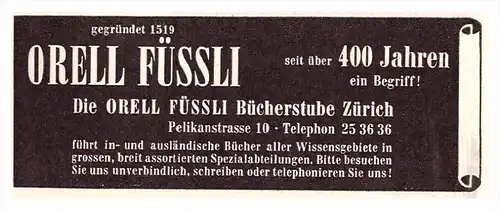 gegründet 1519
ORELL FÜSSLI
seit über 400 Jahren
ein Begriff!
Die ORELL FÜSSLI Bücherstube Zürich
Pelikanstrasse 10 · Telephon 25 36 36
führt in- und ausländische Bücher aller Wissensgebiete in
grossen, breit assortierten Spezialabteilungen. Bitte besuchen
Sie uns unverbindlich, schreiben oder telephonieren Sie uns!